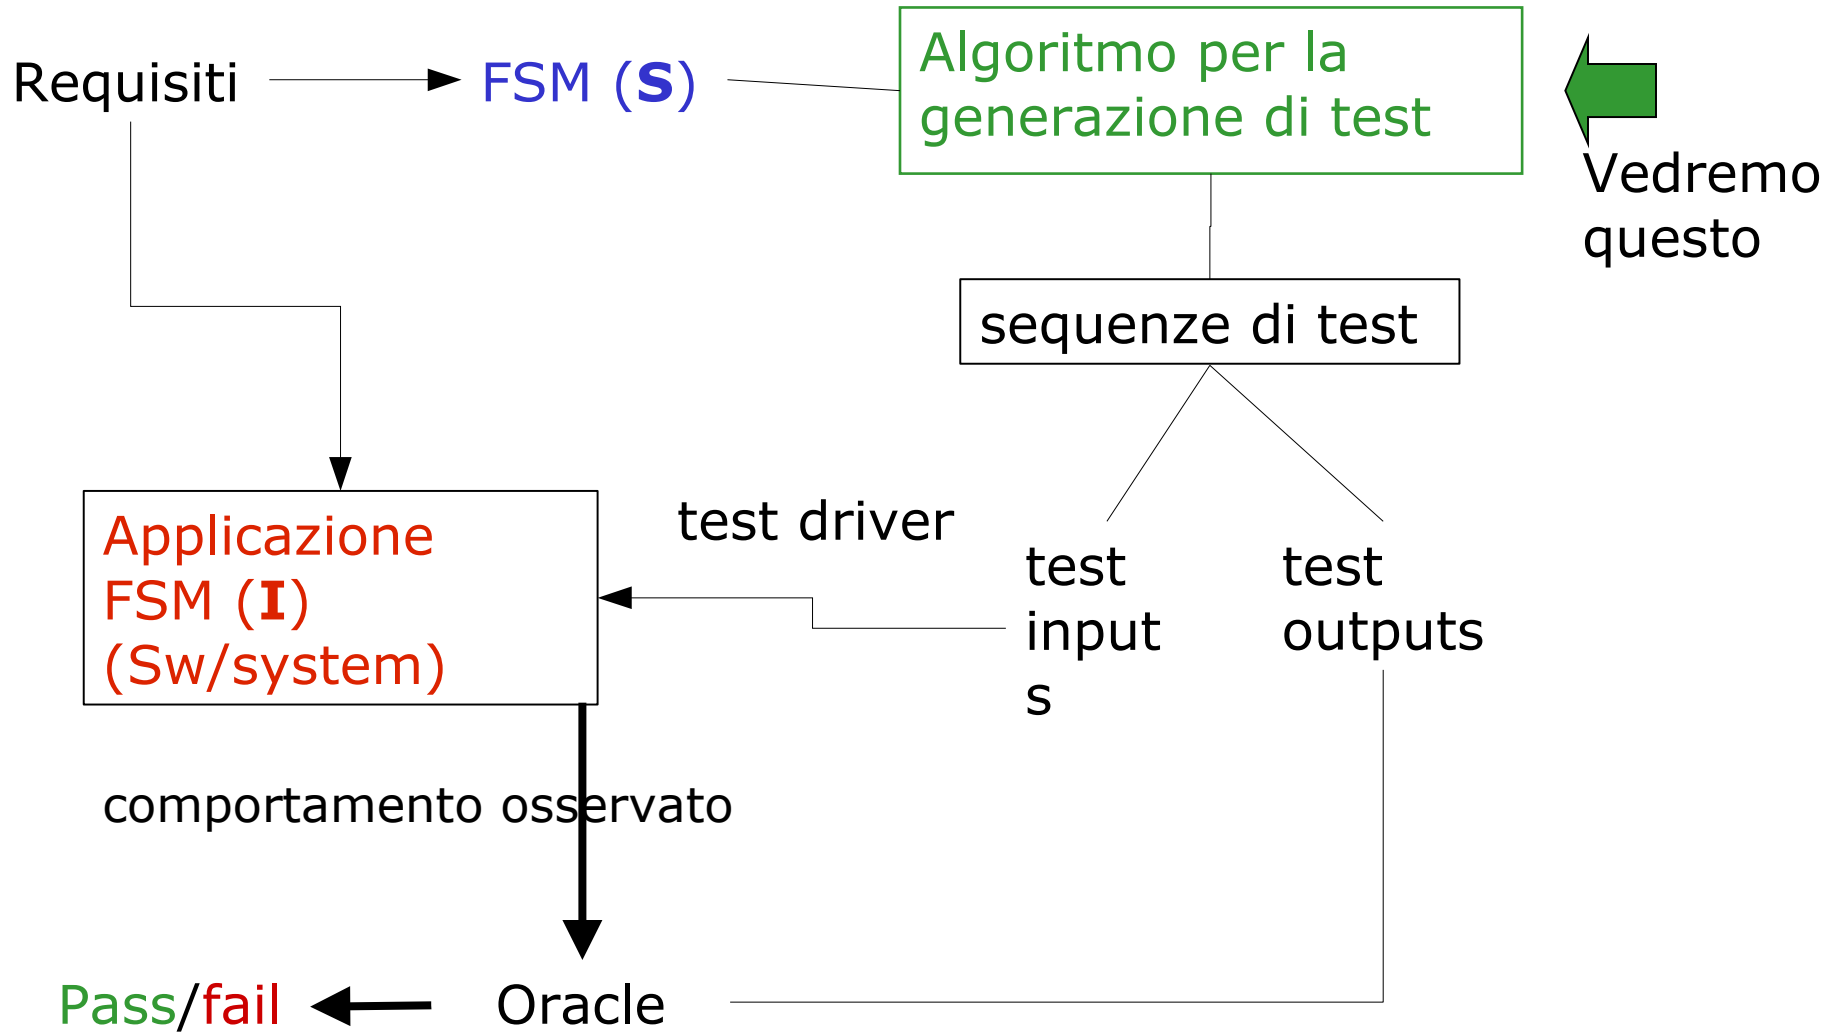 Requisiti
FSM (S)
Algoritmo per la
generazione di test
Vedremo
questo
sequenze di test
Applicazione
FSM (I)
(Sw/system)
test driver
test
input
s
test
outputs
comportamento osservato
Pass/fail
Oracle